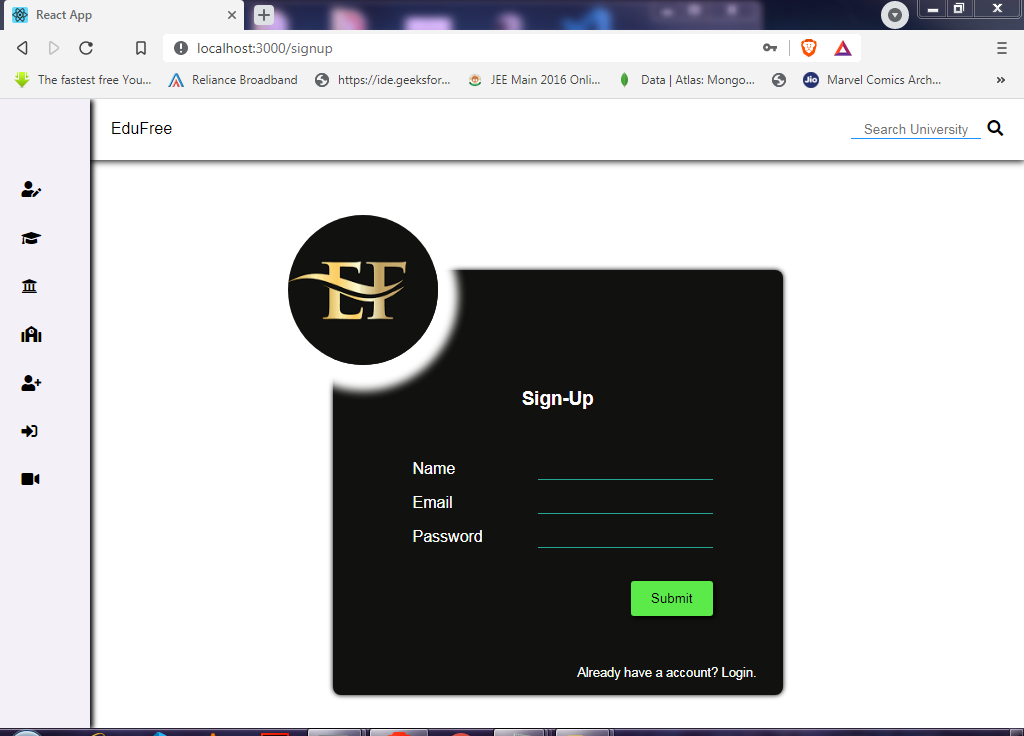 React App
localhost:3000/signup
The fastest free You... Reliance Broadband https://ide.geeksfor... JEE Main 2016 Onli... Data | Atlas: Mongo... Jio Marvel Comics Arch... »
EduFree Search University
EF
Sign-Up
Name
Email
Password
Submit
Already have a account? Login.